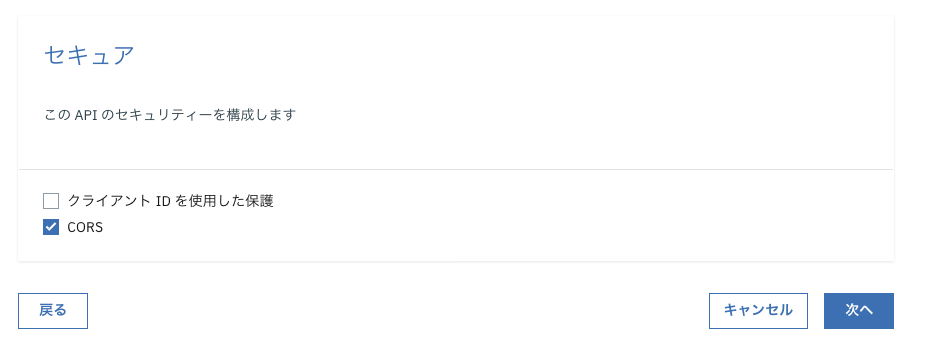 セキュア
この API のセキュリティーを構成します
クライアント ID を使用した保護
CORS
戻る
キャンセル
次へ